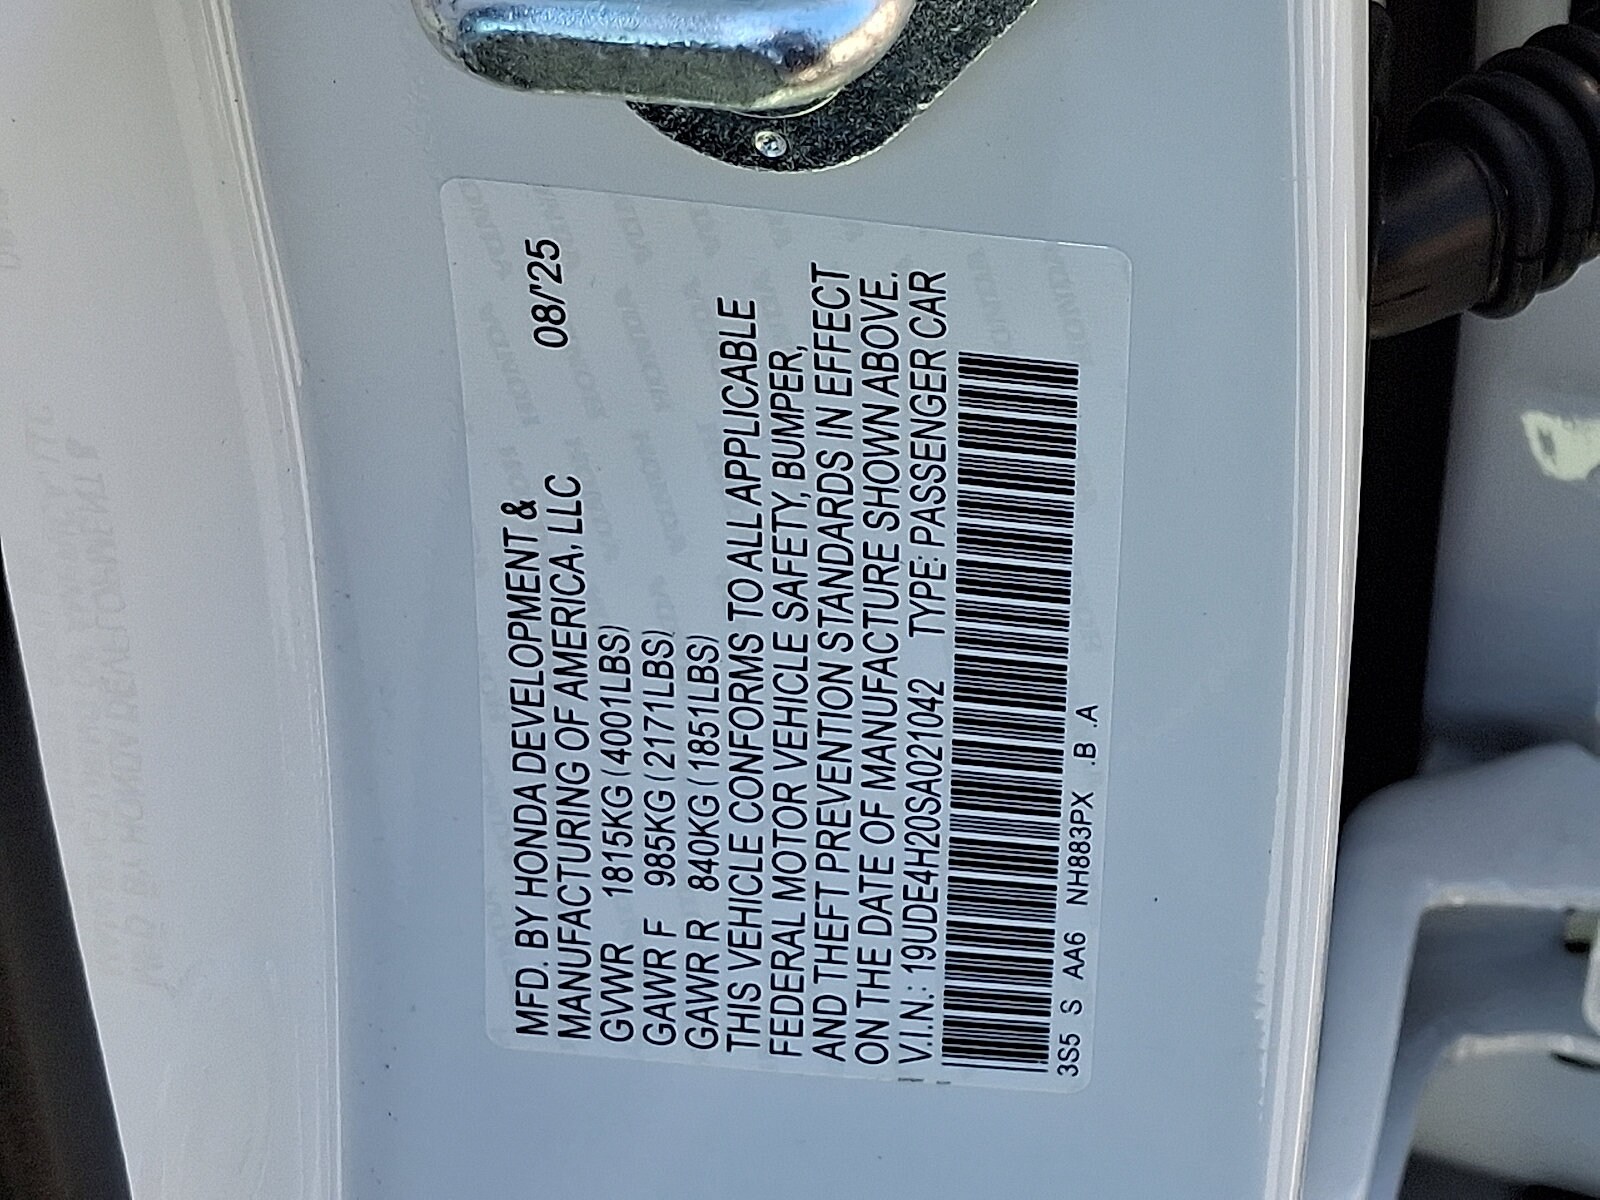 MFD. BY HONDA DEVELOPMENT & 08/'25
MANUFACTURING OF AMERICA, LLC
GVWR 1815KG (4001LBS)
GAWR F 985KG (2171LBS)
GAWR R 840KG (1851LBS)
THIS VEHICLE CONFORMS TO ALL APPLICABLE
FEDERAL MOTOR VEHICLE SAFETY, BUMPER,
AND THEFT PREVENTION STANDARDS IN EFFECT
ON THE DATE OF MANUFACTURE SHOWN ABOVE.
V.I.N.: 19UDE4H20SA021042 TYPE: PASSENGER CAR
3S5 S AA6 NH883PX .B .A